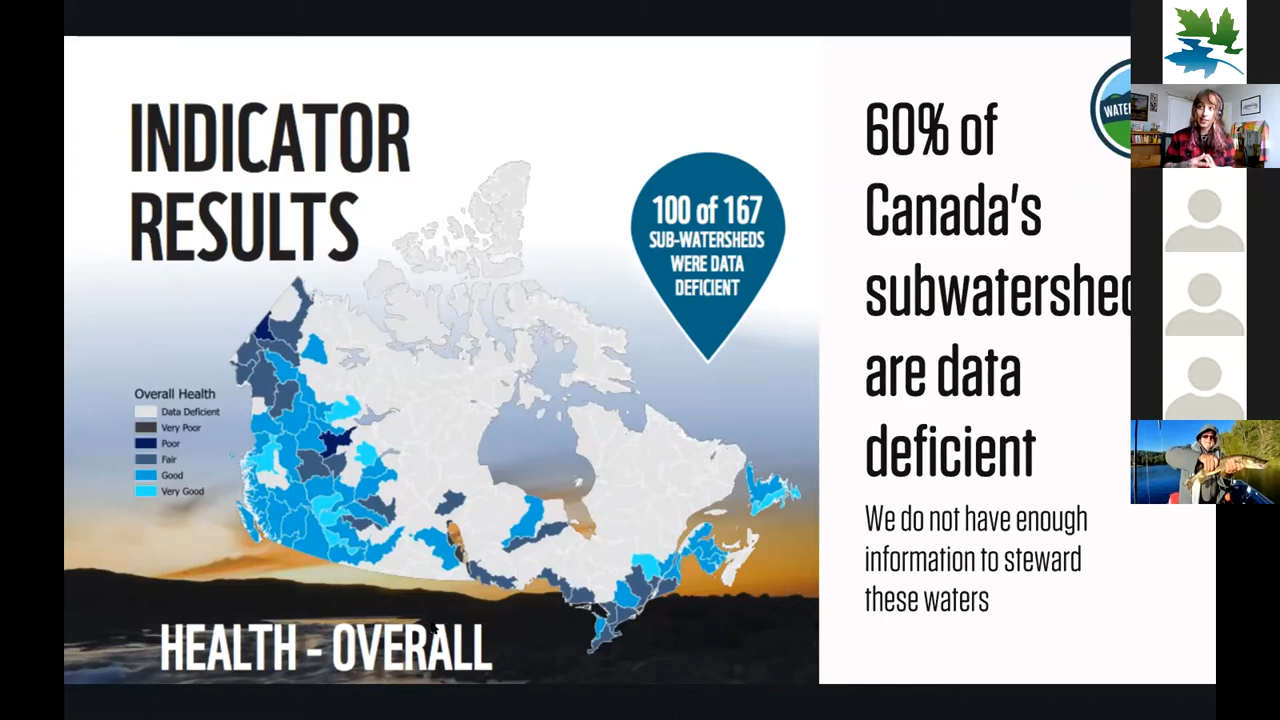 INDICATOR
RESULTS
100 of 167
SUB-WATERSHEDS
WERE DATA
DEFICIENT
Overall Health
Data Deficient
Very Poor
Poor
Fair
Good
Very Good
HEALTH - OVERALL
60% of
Canada's
subwatershed
are data
deficient
We do not have enough
information to steward
these waters
WATER